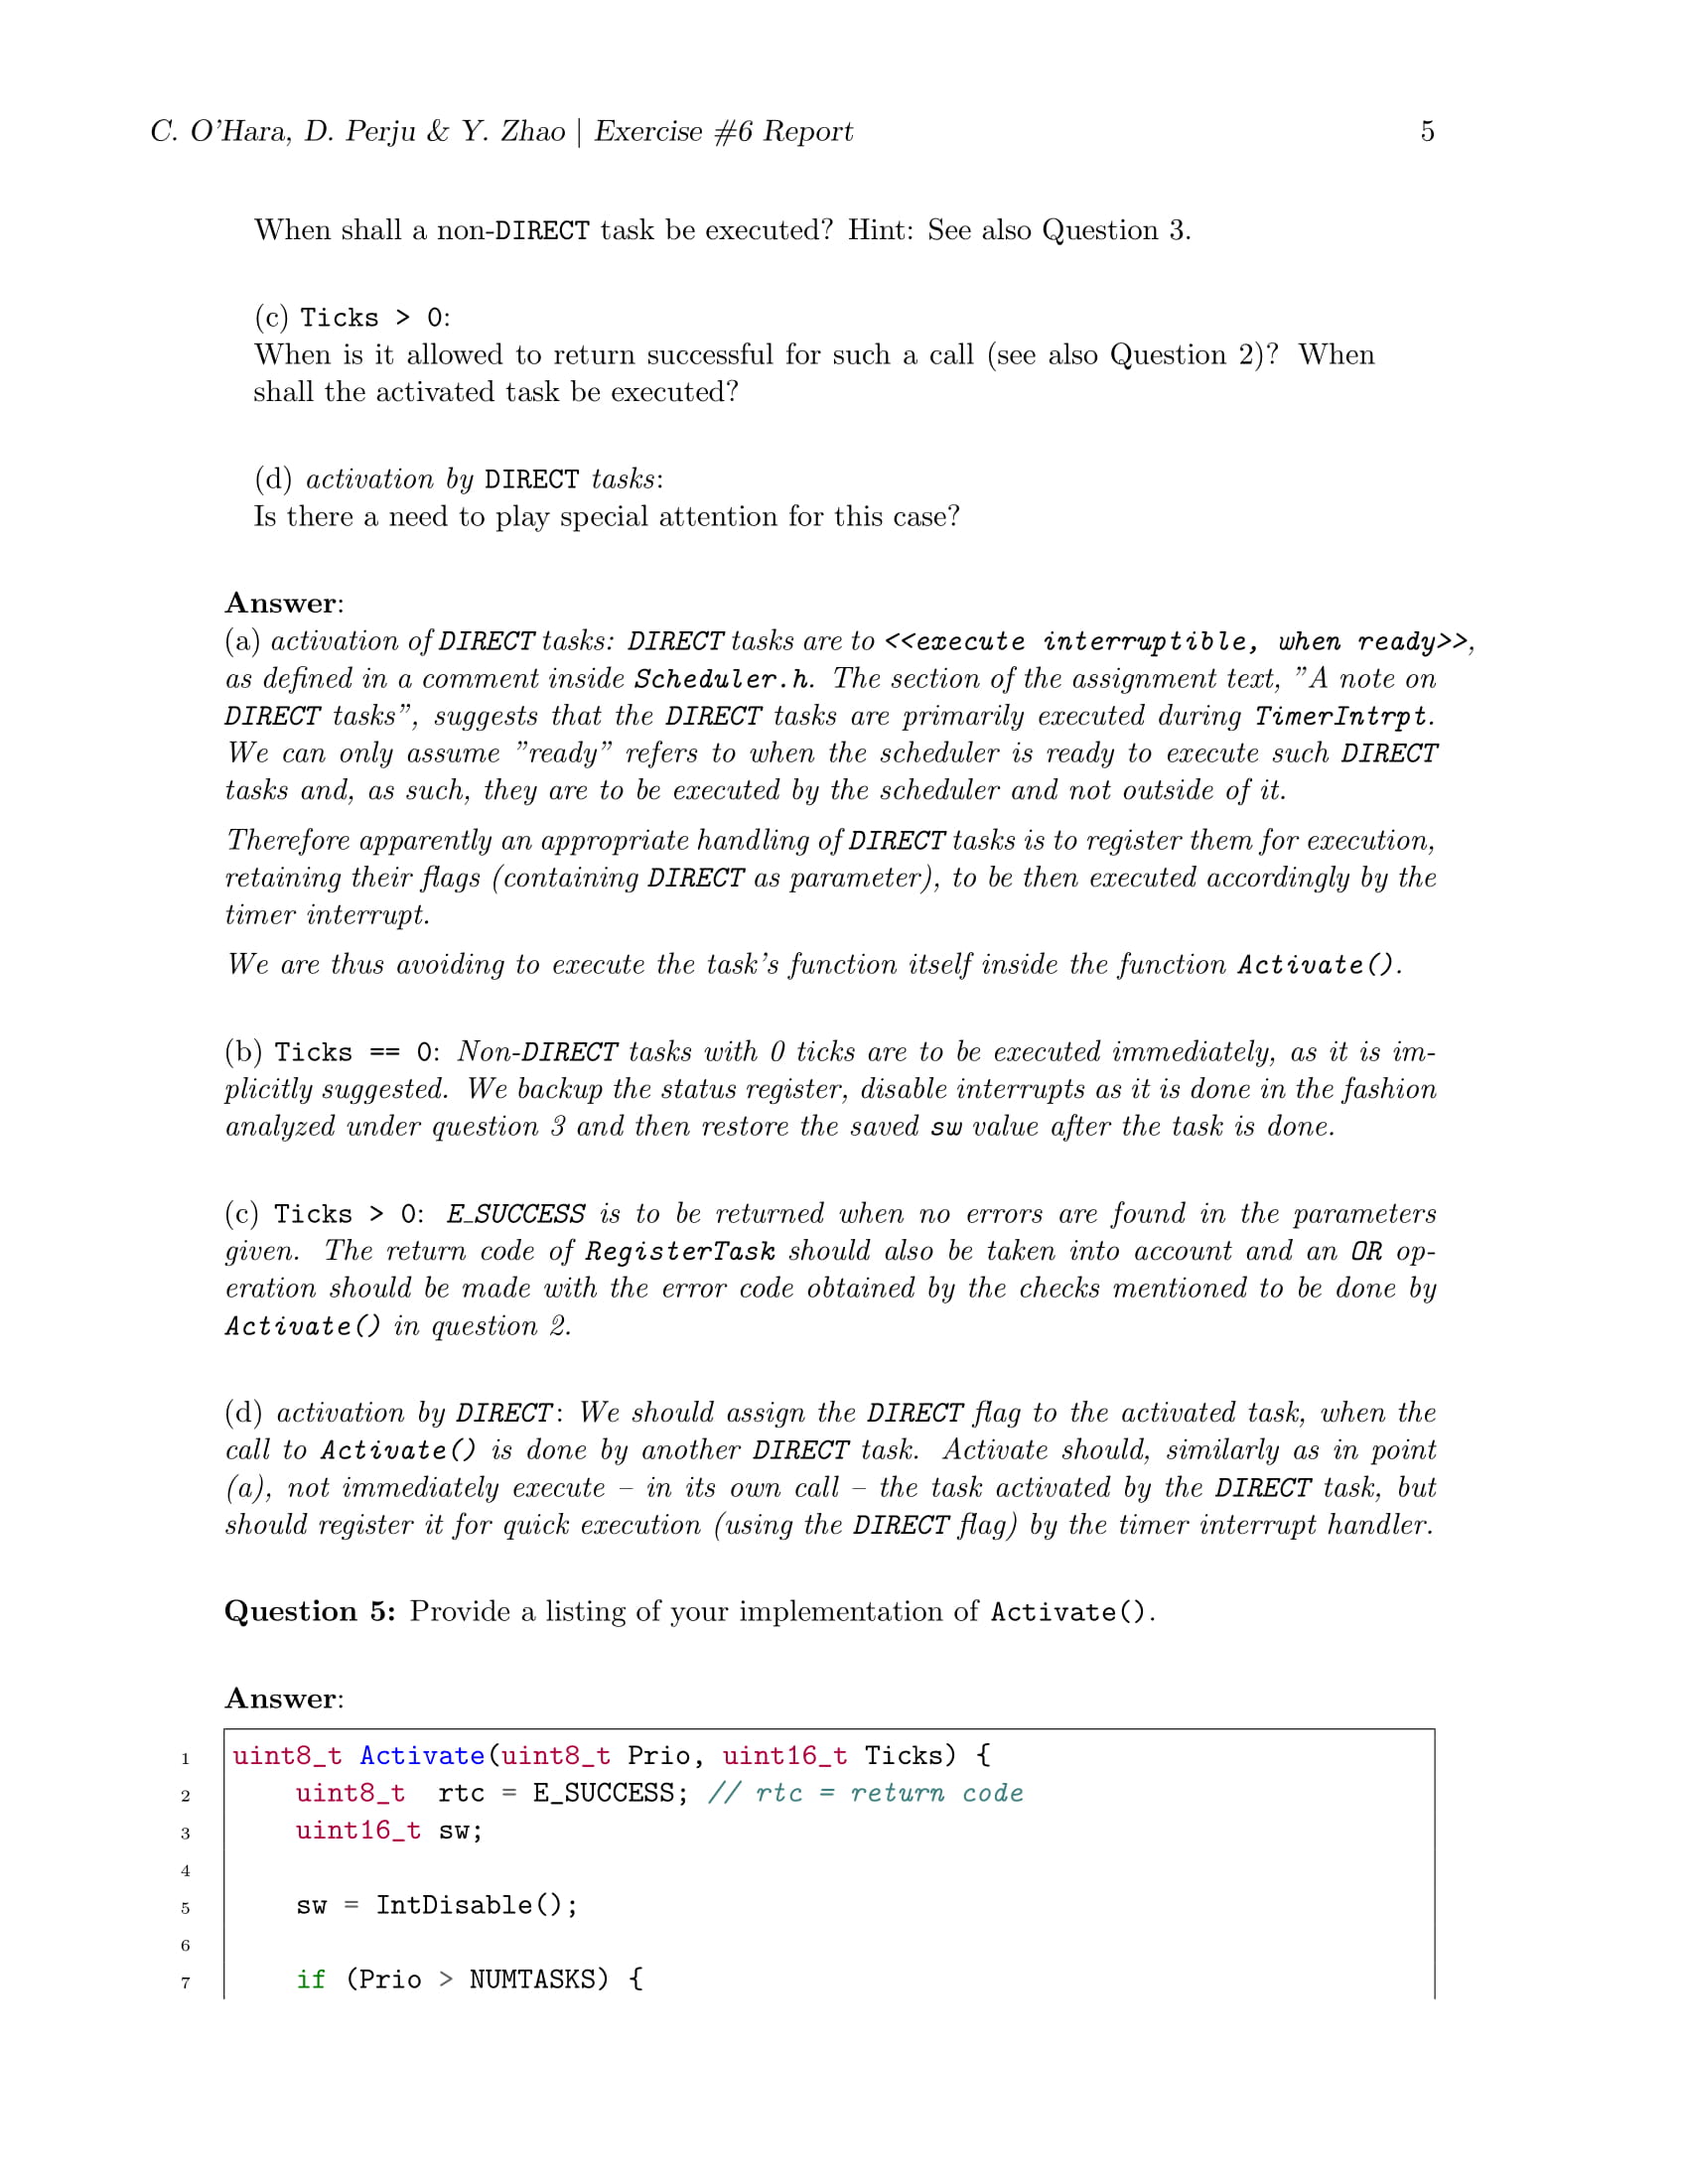 C. O'Hara, D. Perju & Y. Zhao | Exercise #6 Report 5
When shall a non-DIRECT task be executed? Hint: See also Question 3.
(c) Ticks > 0:
When is it allowed to return successful for such a call (see also Question 2)? When
shall the activated task be executed?
(d) activation by DIRECT tasks:
Is there a need to play special attention for this case?
Answer:
(a) activation of DIRECT tasks: DIRECT tasks are to <<execute interruptible, when ready>>,
as defined in a comment inside Scheduler.h. The section of the assignment text, ”A note on
DIRECT tasks”, suggests that the DIRECT tasks are primarily executed during TimerIntrpt.
We can only assume ”ready” refers to when the scheduler is ready to execute such DIRECT
tasks and, as such, they are to be executed by the scheduler and not outside of it.
Therefore apparently an appropriate handling of DIRECT tasks is to register them for execution,
retaining their flags (containing DIRECT as parameter), to be then executed accordingly by the
timer interrupt.
We are thus avoiding to execute the task's function itself inside the function Activate().
(b) Ticks == 0: Non-DIRECT tasks with 0 ticks are to be executed immediately, as it is im-
plicitly suggested. We backup the status register, disable interrupts as it is done in the fashion
analyzed under question 3 and then restore the saved sw value after the task is done.
(c) Ticks > 0: E_SUCCESS is to be returned when no errors are found in the parameters
given. The return code of RegisterTask should also be taken into account and an OR op-
eration should be made with the error code obtained by the checks mentioned to be done by
Activate() in question 2.
(d) activation by DIRECT: We should assign the DIRECT flag to the activated task, when the
call to Activate() is done by another DIRECT task. Activate should, similarly as in point
(a), not immediately execute – in its own call – the task activated by the DIRECT task, but
should register it for quick execution (using the DIRECT flag) by the timer interrupt handler.
Question 5: Provide a listing of your implementation of Activate().
Answer:
1 uint8_t Activate(uint8_t Prio, uint16_t Ticks) {
2 uint8_t rtc = E_SUCCESS; // rtc = return code
3 uint16_t sw;
4
5 sw = IntDisable();
6
7 if (Prio > NUMTASKS) {